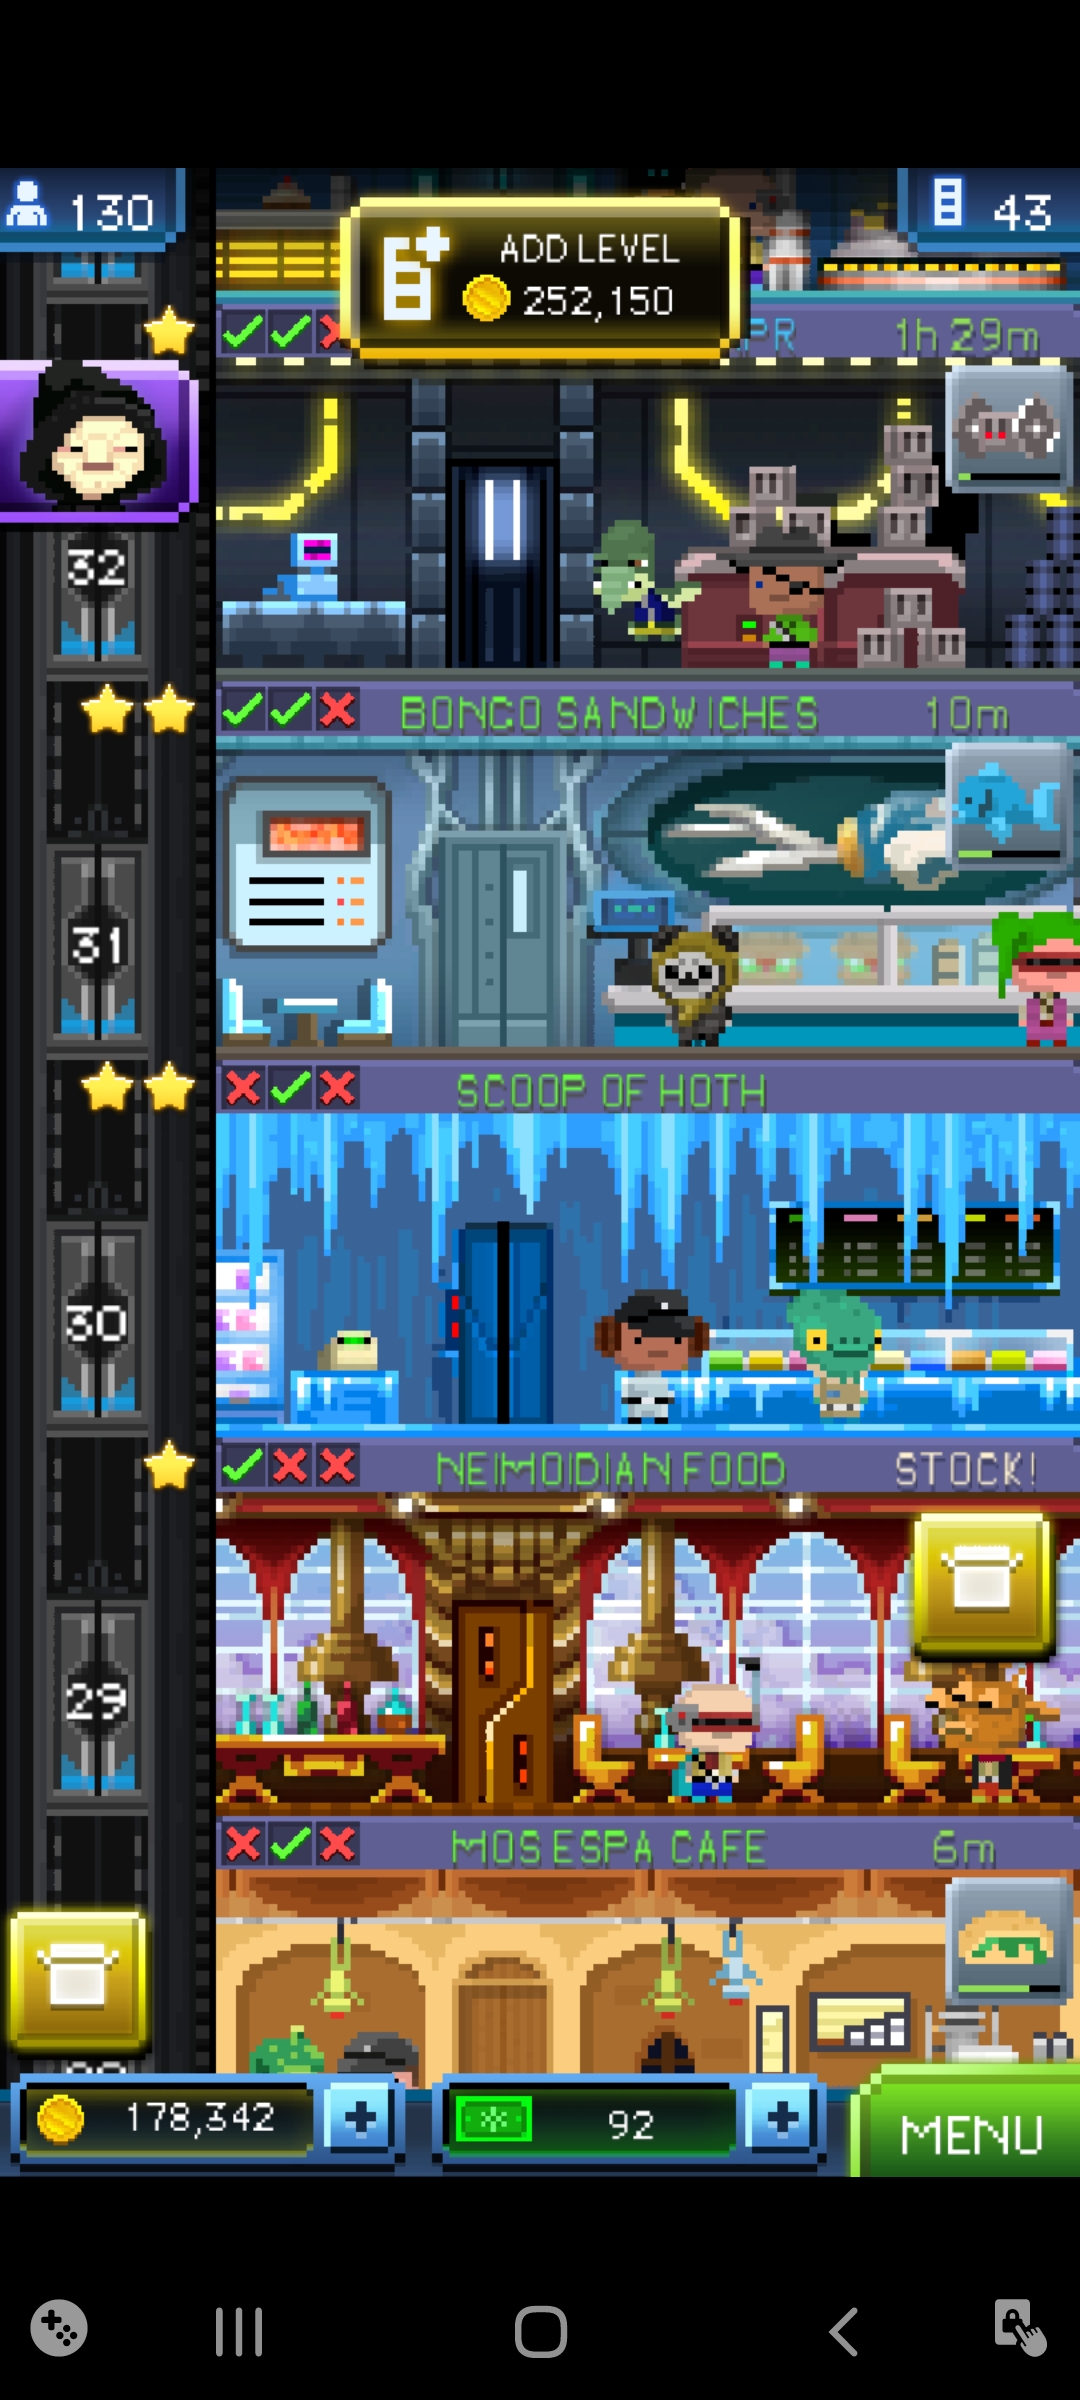 130
ADD LEVEL
252,150
43
PR
1h 29m
32
BONGO SANDWICHES
10m
31
SCOOP OF HOTH
30
NEIMOIDIAN FOOD
STOCK!
29
MOS ESPA CAFE
6m
178,342
92
MENU